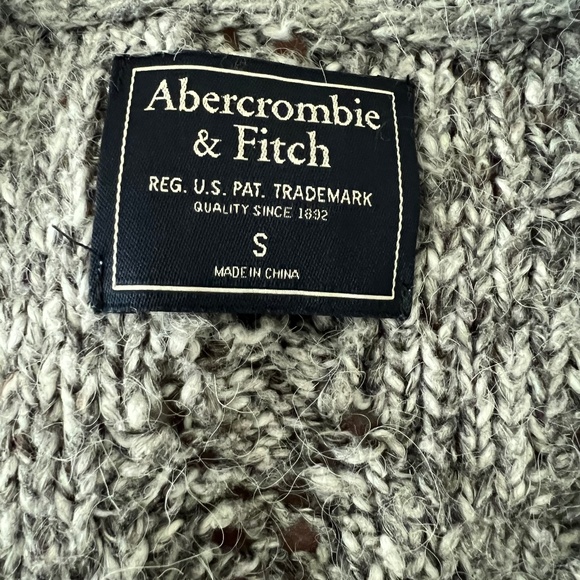 Abercrombie
& Fitch
REG. U.S. PAT. TRADEMARK
QUALITY SINCE 1892
S
MADE IN CHINA